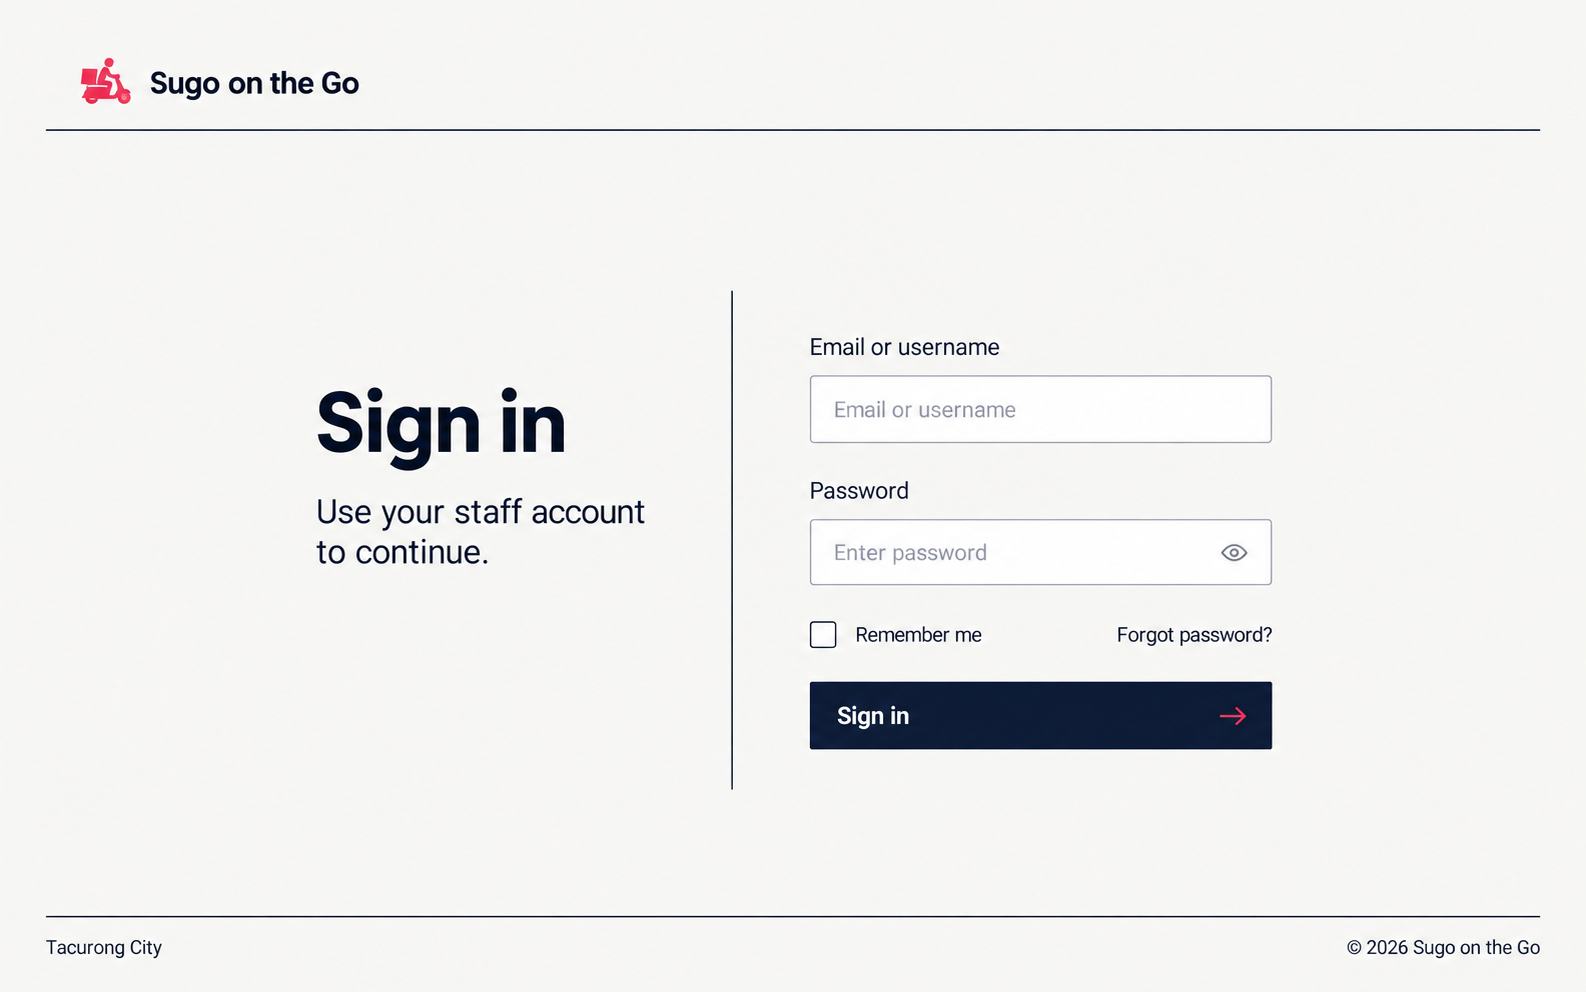 Sugo on the Go
Sign in
Use your staff account
to continue.
Email or username
Email or username
Password
Enter password
Remember me
Forgot password?
Sign in
Tacurong City
© 2026 Sugo on the Go